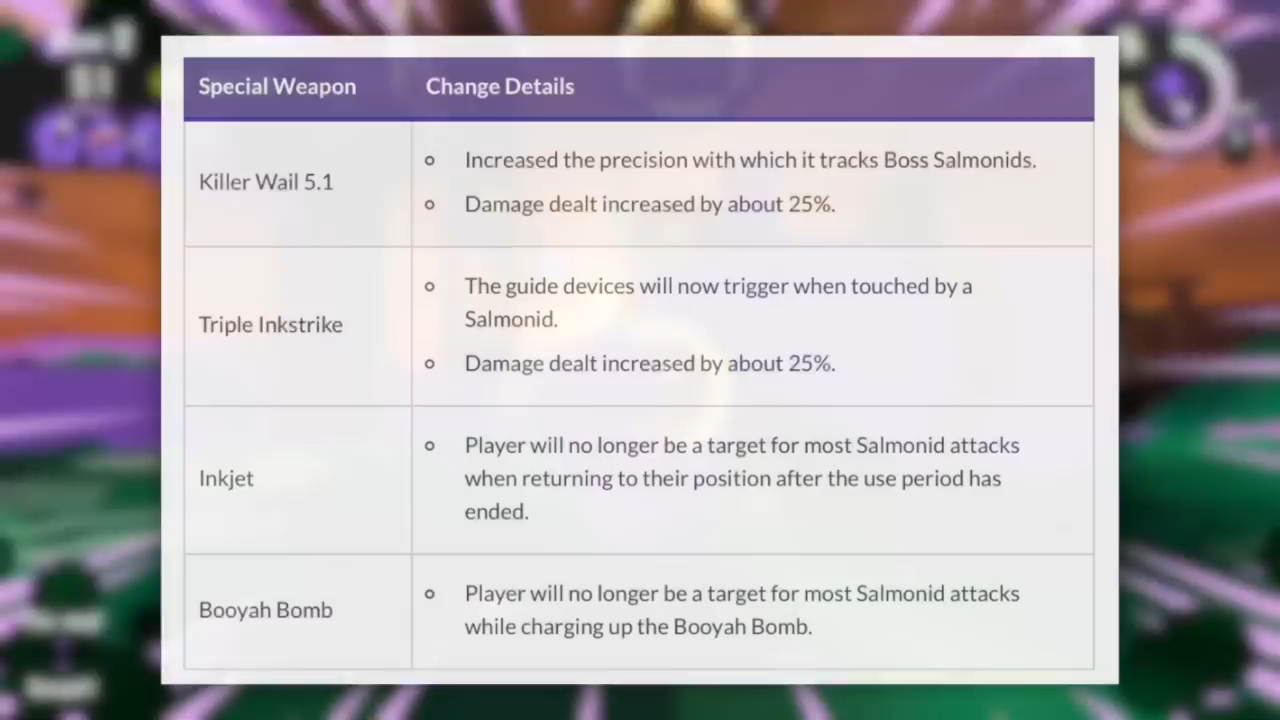 Special Weapon
Change Details
Killer Wail 5.1
Increased the precision with which it tracks Boss Salmonids.
Damage dealt increased by about 25%.
Triple Inkstrike
The guide devices will now trigger when touched by a
Salmonid.
Damage dealt increased by about 25%.
Inkjet
Player will no longer be a target for most Salmonid attacks
when returning to their position after the use period has
ended.
Booyah Bomb
Player will no longer be a target for most Salmonid attacks
while charging up the Booyah Bomb.